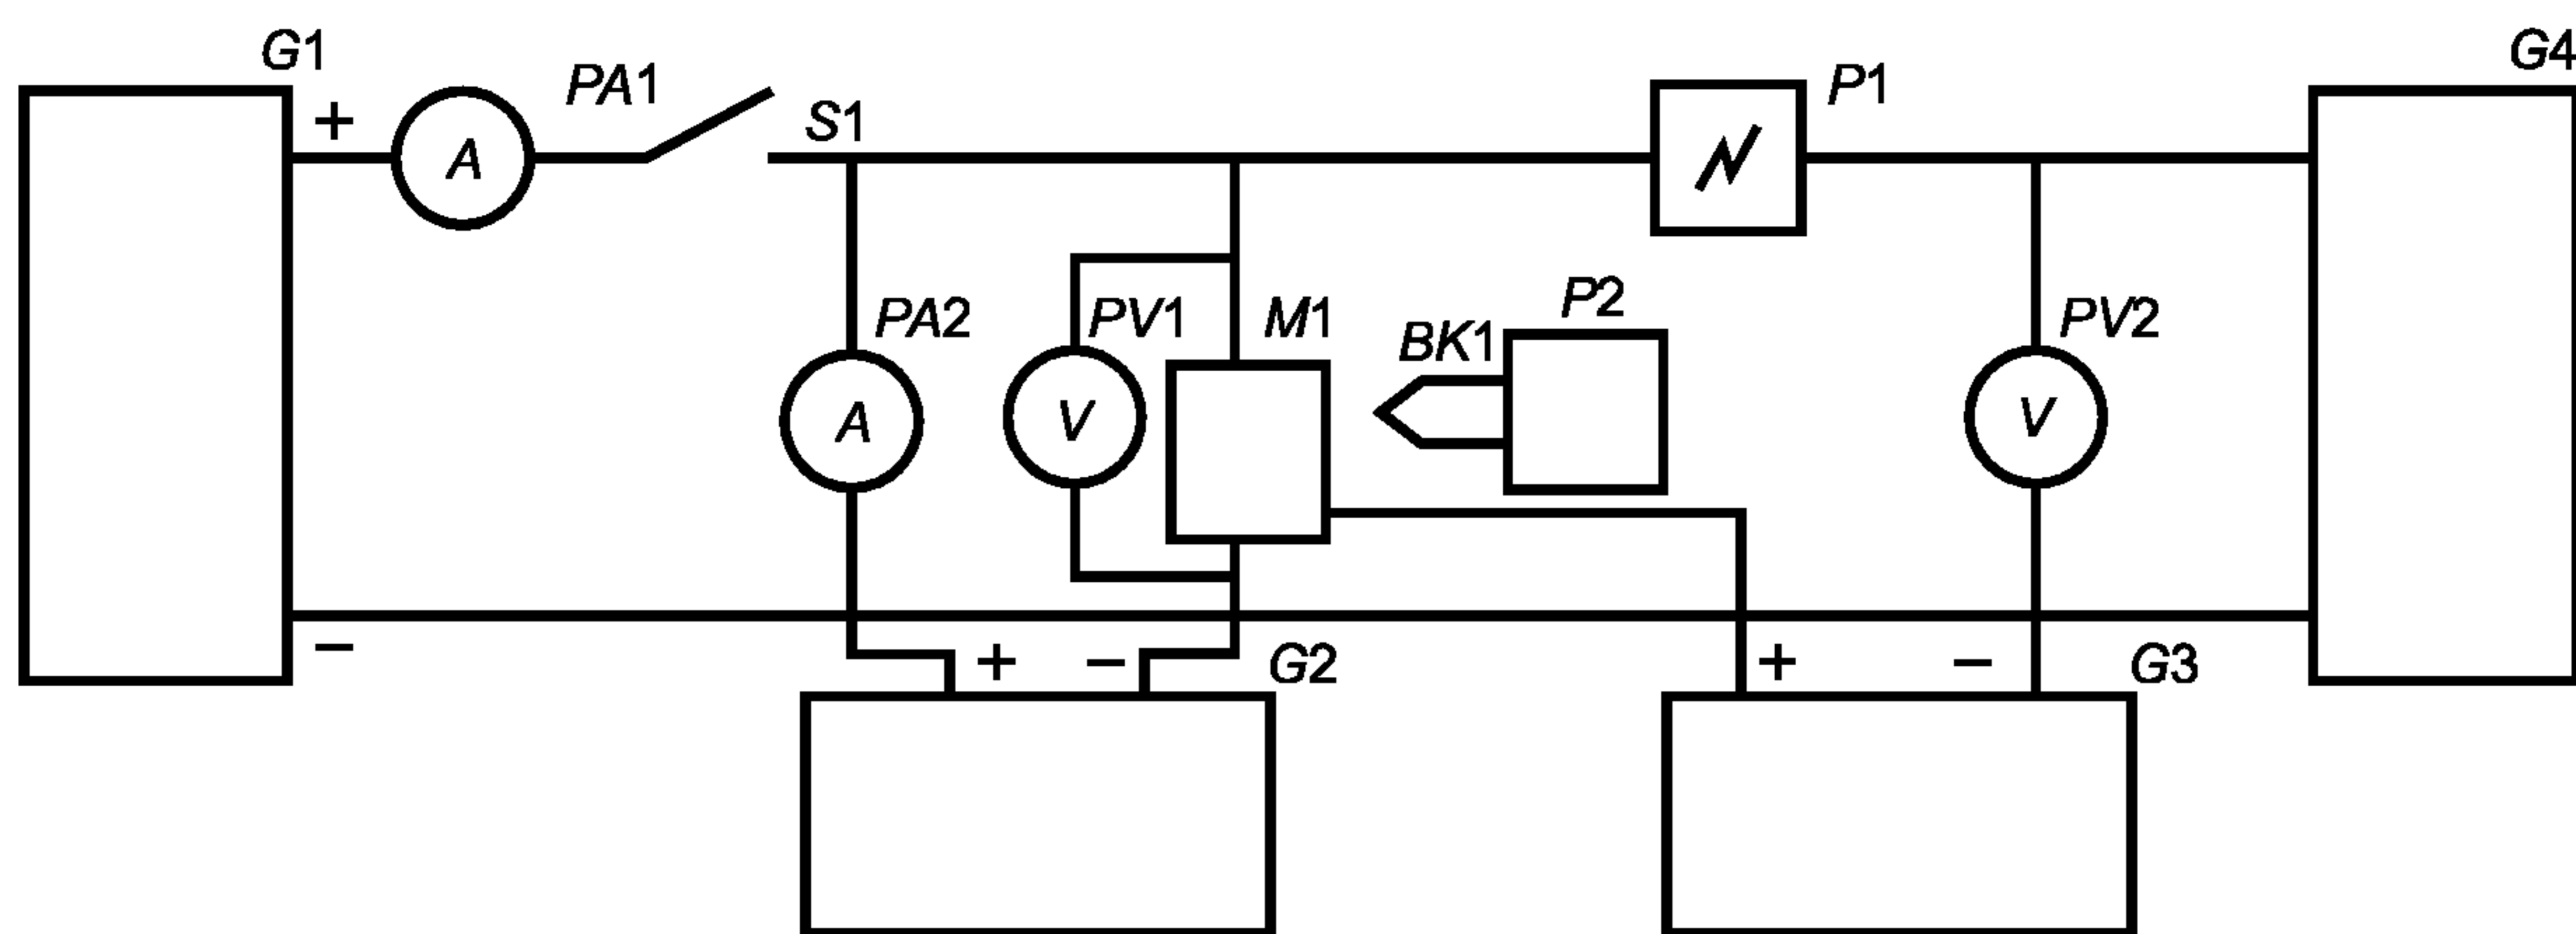 G1
G4
PA1
P1
+
S1
A
P2
PA2
PV1
M1
BK1
PV2
A
V
V
−
+
−
G2
+
−
G3